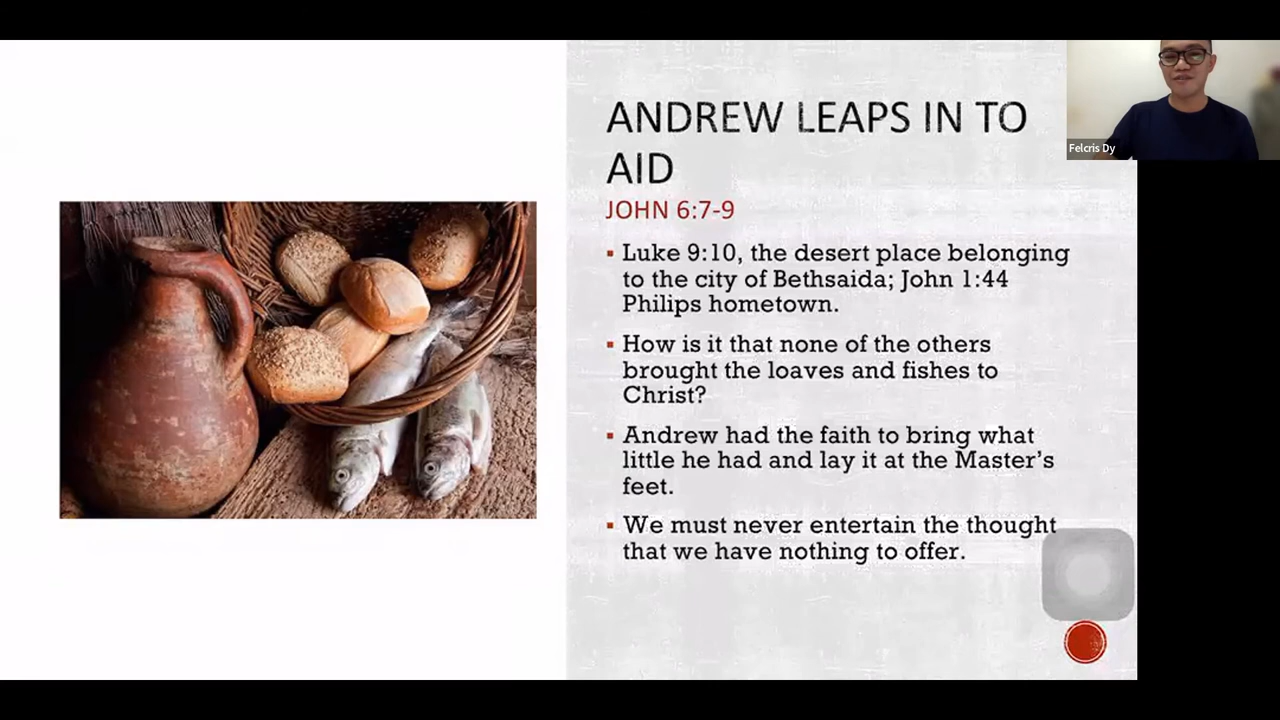 ANDREW LEAPS IN TO
AID
JOHN 6:7-9
Luke 9:10, the desert place belonging
to the city of Bethsaida; John 1:44
Philips hometown.
How is it that none of the others
brought the loaves and fishes to
Christ?
Andrew had the faith to bring what
little he had and lay it at the Master's
feet.
We must never entertain the thought
that we have nothing to offer.
Felcris Dy